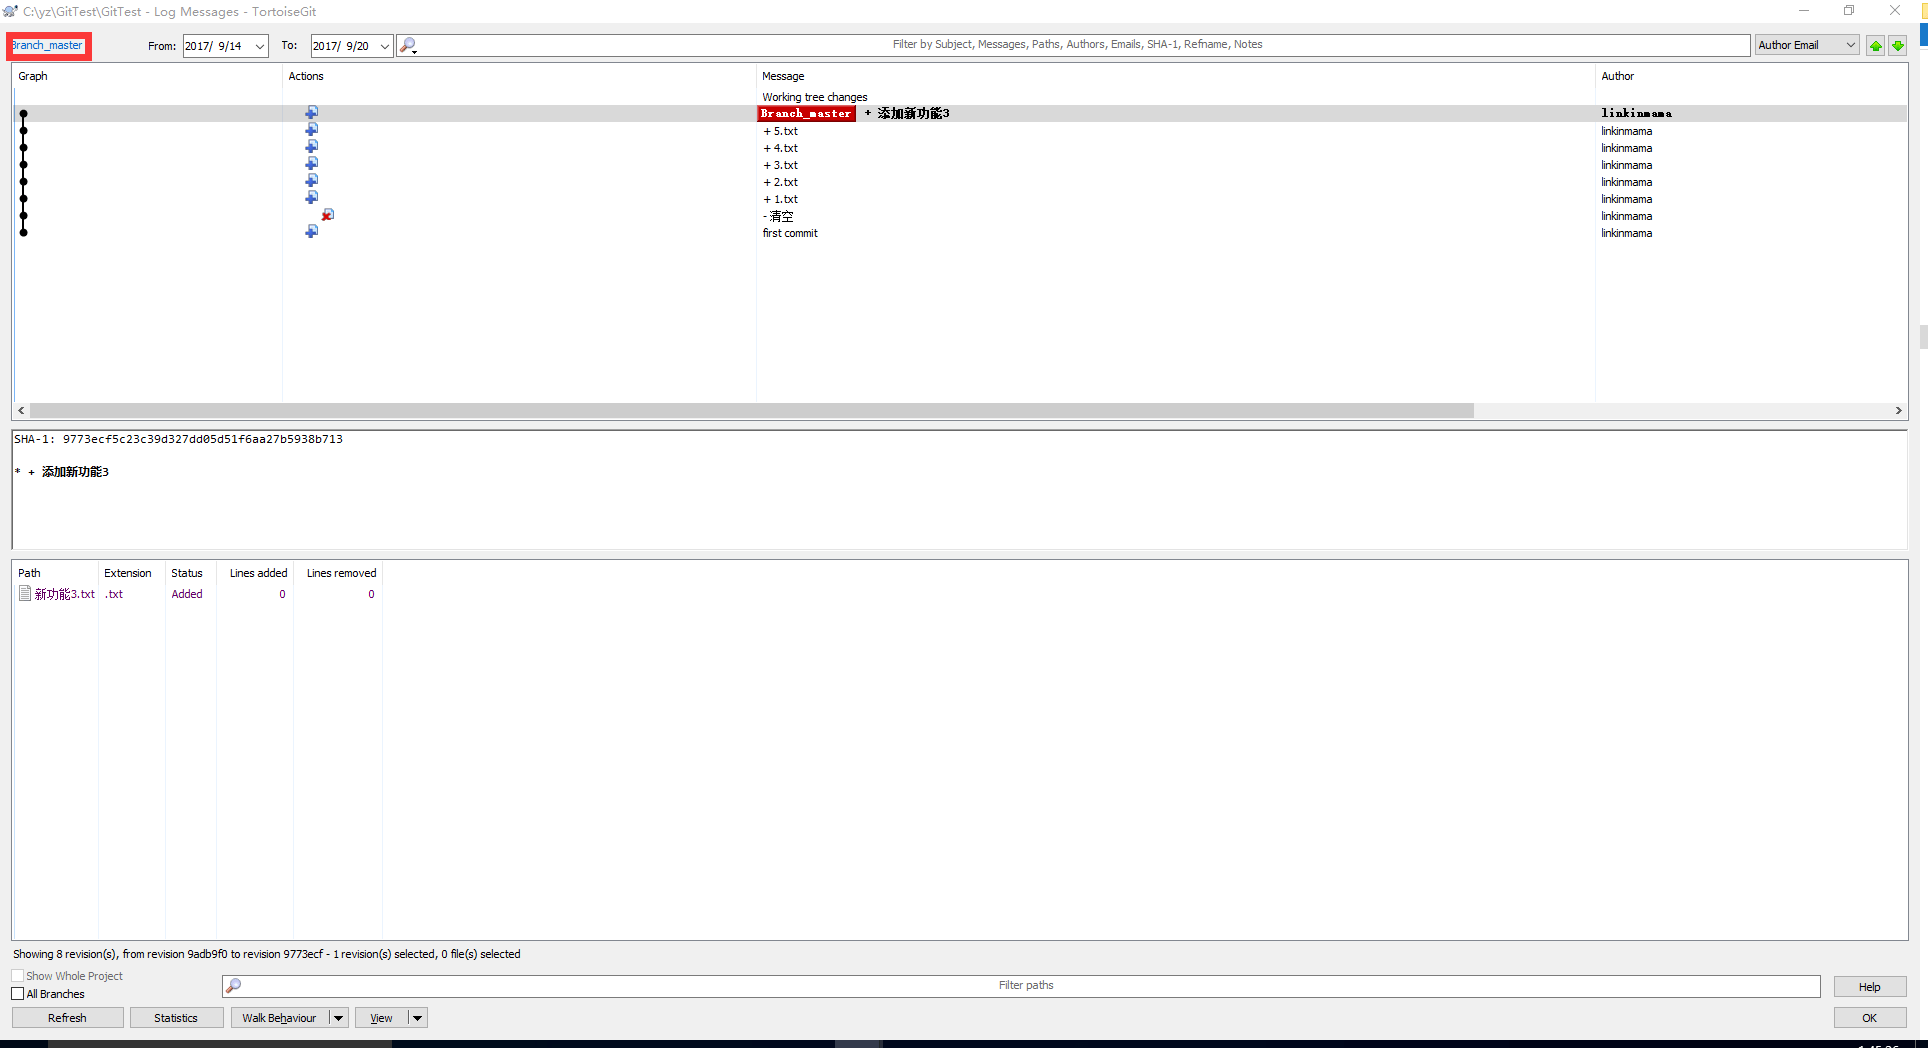 C:\yz\GitTest\GitTest - Log Messages - TortoiseGit
Branch_master From: 2017/ 9/14 To: 2017/ 9/20 Filter by Subject, Messages, Paths, Authors, Emails, SHA-1, Refname, Notes Author Email
Graph Actions Message Author
Working tree changes
Branch_master + 添加新功能3 linkinmama
+ 5.txt linkinmama
+ 4.txt linkinmama
+ 3.txt linkinmama
+ 2.txt linkinmama
+ 1.txt linkinmama
- 清空 linkinmama
first commit linkinmama
SHA-1: 9773ecf5c23c39d327dd05d51f6aa27b5938b713
* + 添加新功能3
Path Extension Status Lines added Lines removed
新功能3.txt .txt Added 0 0
Showing 8 revision(s), from revision 9adb9f0 to revision 9773ecf - 1 revision(s) selected, 0 file(s) selected
Show Whole Project
All Branches Filter paths Help
Refresh Statistics Walk Behaviour View OK